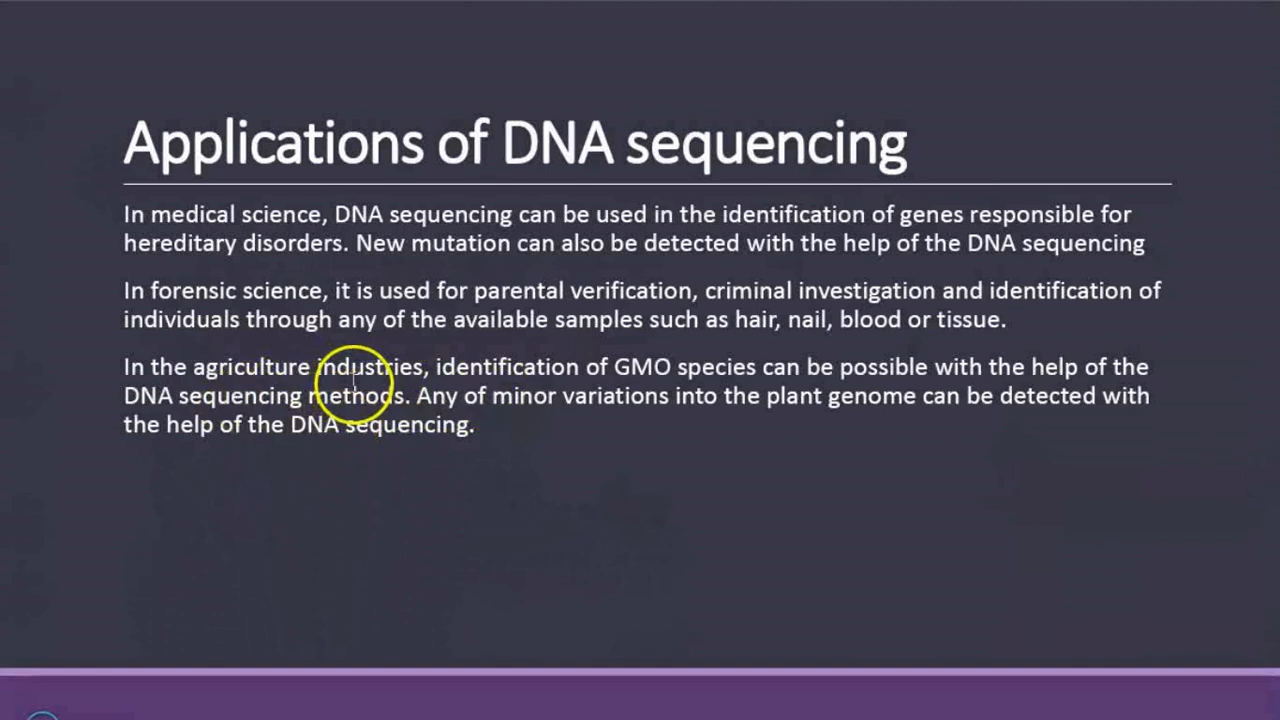 Applications of DNA sequencing
In medical science, DNA sequencing can be used in the identification of genes responsible for
hereditary disorders. New mutation can also be detected with the help of the DNA sequencing
In forensic science, it is used for parental verification, criminal investigation and identification of
individuals through any of the available samples such as hair, nail, blood or tissue.
In the agriculture industries, identification of GMO species can be possible with the help of the
DNA sequencing methods. Any of minor variations into the plant genome can be detected with
the help of the DNA sequencing.